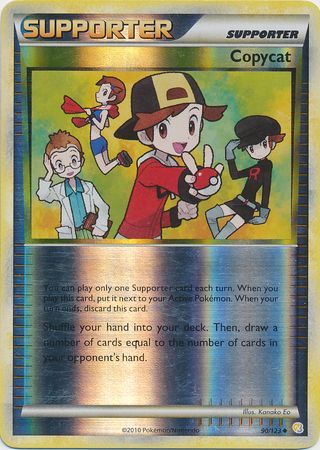 SUPPORTER
SUPPORTER
Copycat
You can play only one Supporter card each turn. When you
play this card, put it next to your Active Pokémon. When your
turn ends, discard this card.
Shuffle your hand into your deck. Then, draw a
number of cards equal to the number of cards in
your opponent's hand.
Illus. Kanako Eo
©2010 Pokémon/Nintendo
90/123
R